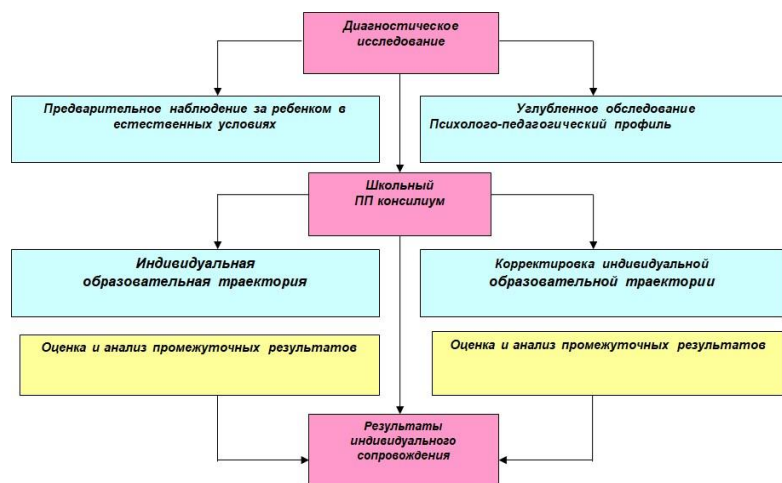 Диагностическое
исследование
Предварительное наблюдение за ребенком в
естественных условиях
Углубленное обследование
Психолого-педагогический профиль
Школьный
ПП консилиум
Индивидуальная
образовательная траектория
Корректировка индивидуальной
образовательной траектории
Оценка и анализ промежуточных результатов
Оценка и анализ промежуточных результатов
Результаты
индивидуального
сопровождения